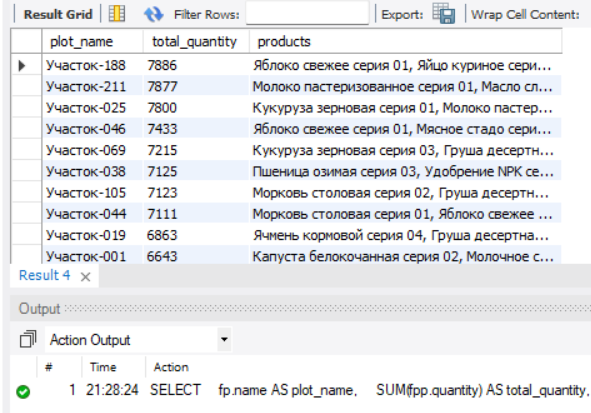 Result Grid Filter Rows: Export: Wrap Cell Content:
plot_name total_quantity products
Участок-188 7886 Яблоко свежее серия 01, Яйцо куриное сери...
Участок-211 7877 Молоко пастеризованное серия 01, Масло сл...
Участок-025 7800 Кукуруза зерновая серия 01, Молоко пастер...
Участок-046 7433 Яблоко свежее серия 01, Мясное стадо сери...
Участок-069 7215 Кукуруза зерновая серия 03, Груша десертн...
Участок-038 7125 Пшеница озимая серия 03, Удобрение NPK се...
Участок-105 7123 Морковь столовая серия 02, Груша десертн...
Участок-044 7111 Морковь столовая серия 01, Яблоко свежее ...
Участок-019 6863 Ячмень кормовой серия 04, Груша десертна...
Участок-001 6643 Капуста белокочанная серия 02, Молочное с...
Result 4 ×
Output
Action Output
# Time Action
1 21:28:24 SELECT fp.name AS plot_name, SUM(fpp.quantity) AS total_quantity,